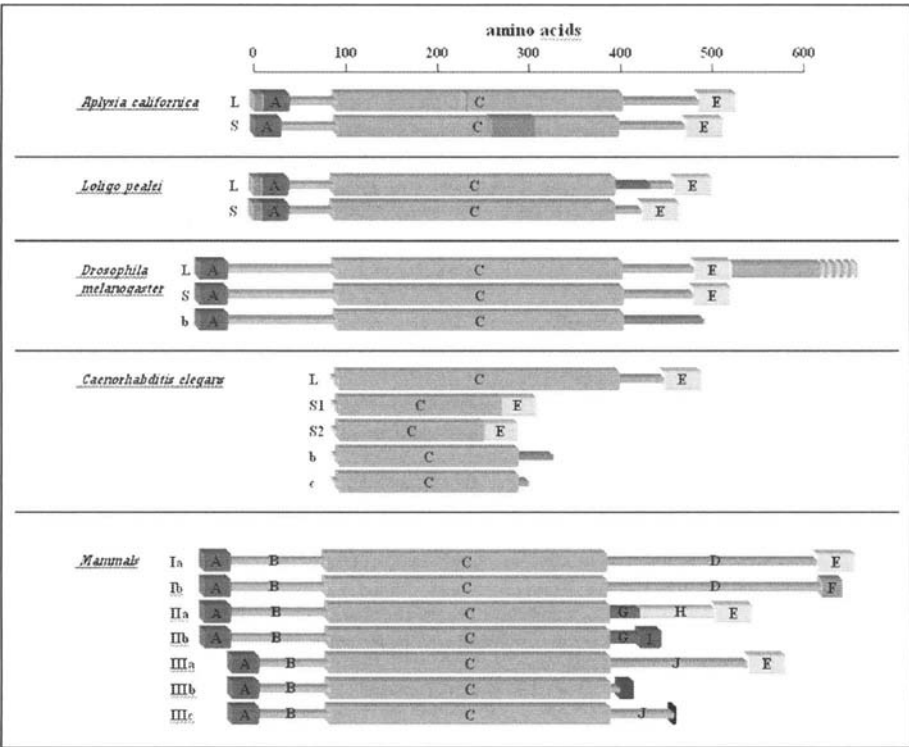 amino acids
0 100 200 300 400 500 600
Aplysia californica L A C E
S A C E
Loligo pealei L A C E
S A C E
Drosophila L A C E
melanogaster S A C E
b A C
Caenorhabditis elegans L C E
S1 C E
S2 C E
b C
c C
Mammals Ia A B C D E
Ib A B C D F
IIa A B C G H E
IIb A B C G I
IIIa A B C J E
IIIb A B C
IIIc A B C J